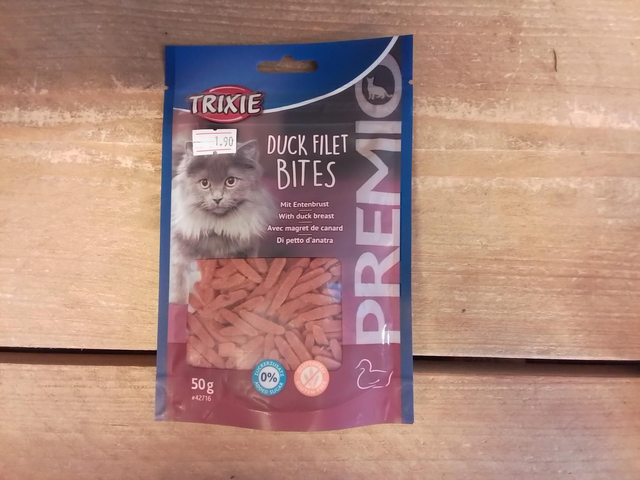 TRIXIE
1.90
DUCK FILET
BITES
Mit Entenbrust
With duck breast
Avec magret de canard
Di petto d'anatra
PREMIO
50 g
#42716
0%